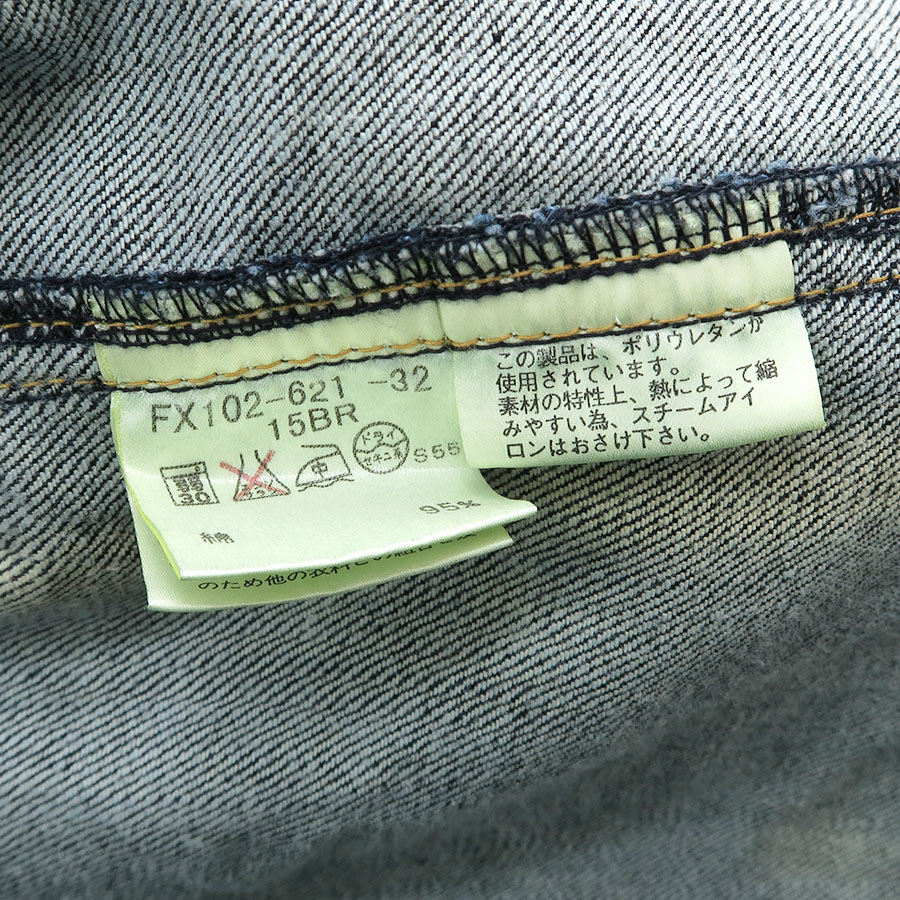 FX102-621 -32
15BR
30
中
ドライ
セキユ系
S55
綿 95%
のため他の衣料との組合
この製品は、ポリウレタンが
使用されています。
素材の特性上、熱によって縮
みやすい為、スチームアイ
ロンはおさけ下さい。